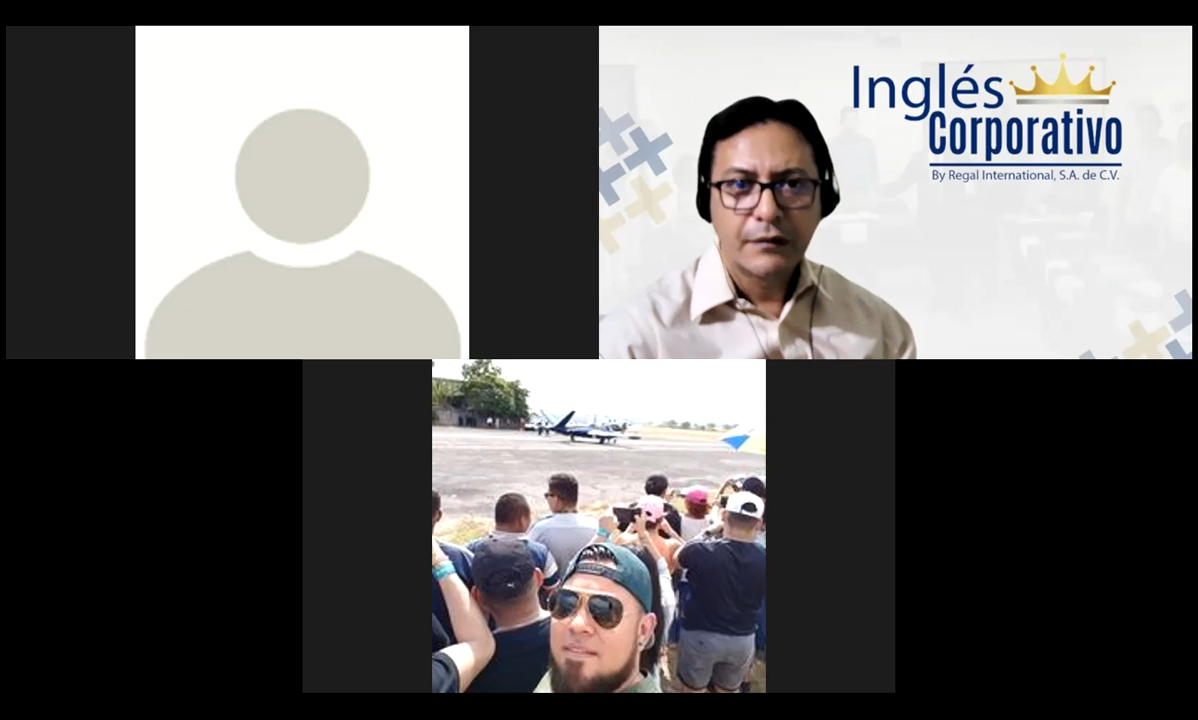 Inglés
Corporativo
By Regal International, S.A. de C.V.